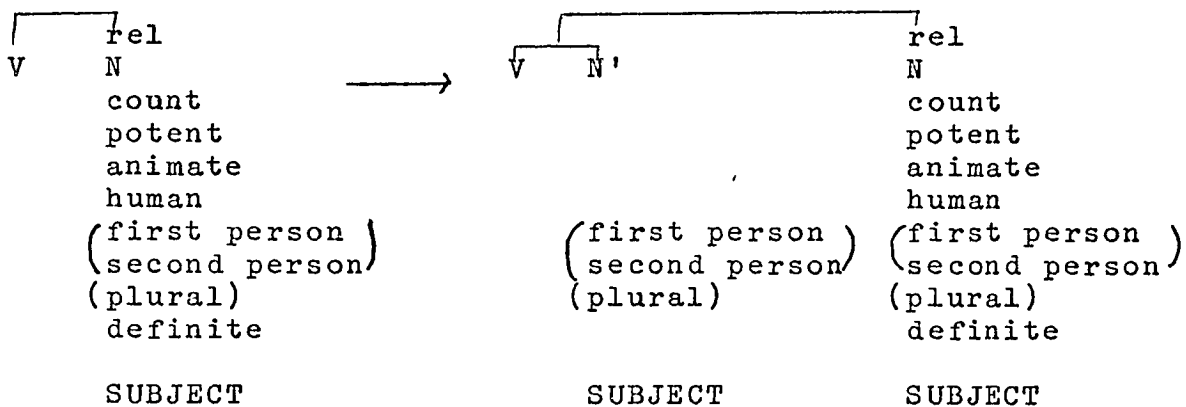 rel rel
V N → V N' N
count count
potent potent
animate animate
human human
(first person) (first person) (first person)
(second person) (second person) (second person)
(plural) (plural) (plural)
definite definite
SUBJECT SUBJECT SUBJECT